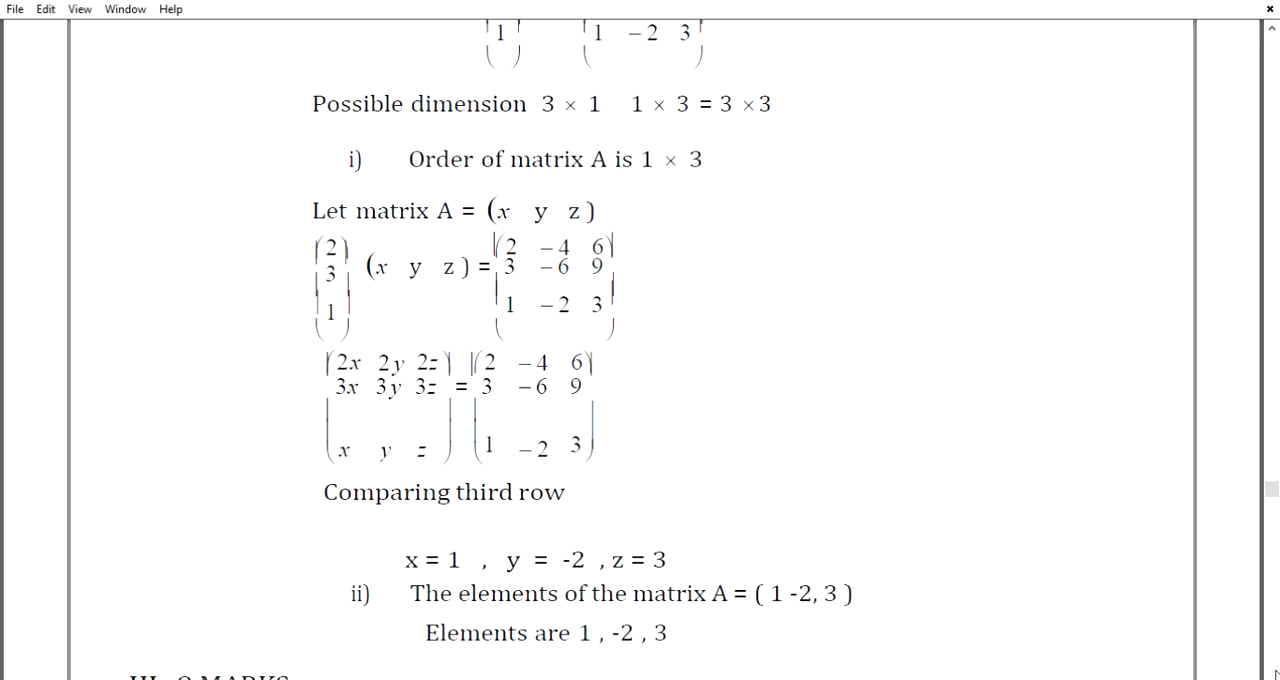 File Edit View Window Help
1 1 – 2 3
Possible dimension 3 × 1 1 × 3 = 3 × 3
i) Order of matrix A is 1 × 3
Let matrix A = (x y z)
2 2 – 4 6
3 (x y z) = 3 – 6 9
1 1 – 2 3
2x 2y 2z 2 – 4 6
3x 3y 3z = 3 – 6 9
x y z 1 – 2 3
Comparing third row
x = 1 , y = -2 , z = 3
ii) The elements of the matrix A = ( 1 -2, 3 )
Elements are 1 , -2 , 3